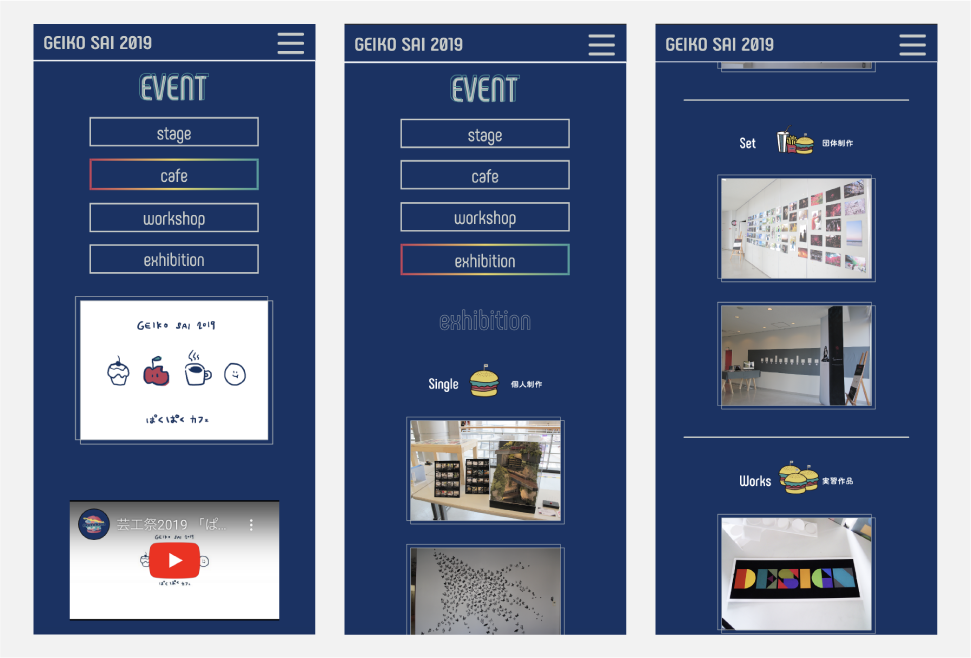 GEIKO SAI 2019
EVENT
stage
cafe
workshop
exhibition
GEIKO SAI 2019
ぱくぱく カフェ
芸工祭2019 「ぱ...
GEIKO SAI 2019
ぱくぱく カフェ
GEIKO SAI 2019
EVENT
stage
cafe
workshop
exhibition
exhibition
Single 個人制作
GEIKO SAI 2019
Set 団体制作
Works 実習作品
DESIGN